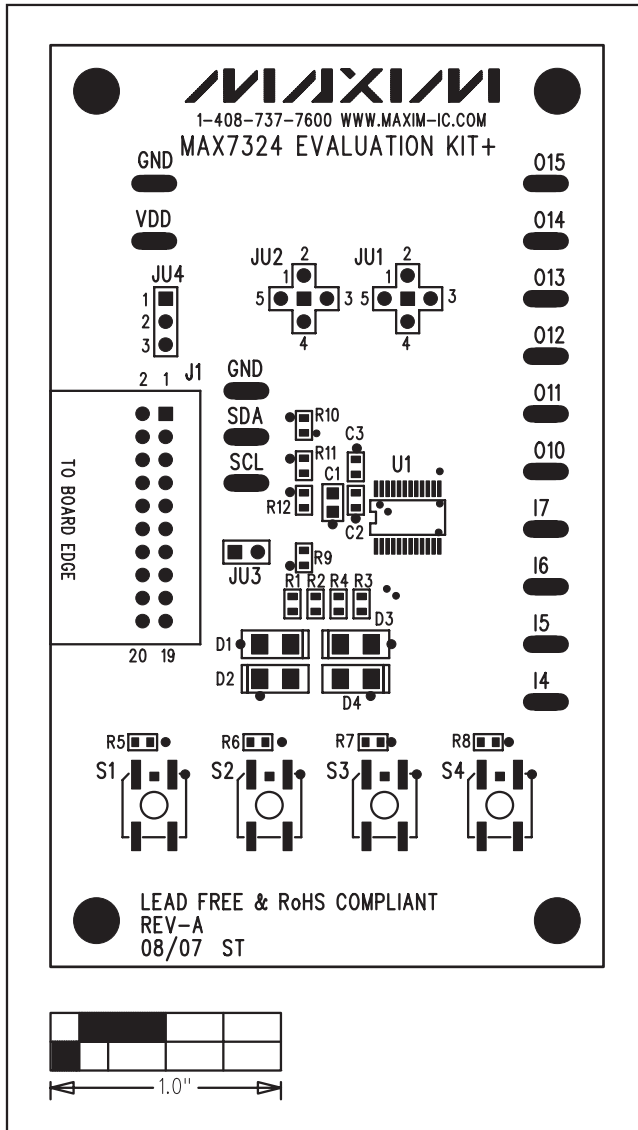 MAXIM
1-408-737-7600 WWW.MAXIM-IC.COM
MAX7324 EVALUATION KIT+
GND
O15
VDD
O14
JU2
2
1
5
3
4
JU1
2
1
5
3
4
O13
JU4
1
2
3
O12
J1
2 1
GND
O11
SDA
R10
O10
SCL
R11
C3
C1
U1
R12
C2
I7
TO BOARD EDGE
JU3
R9
I6
R1 R2 R4 R3
D1
D3
I5
20 19
D2
D4
I4
R5
R6
R7
R8
S1
S2
S3
S4
LEAD FREE & RoHS COMPLIANT
REV-A
08/07 ST
1.0"